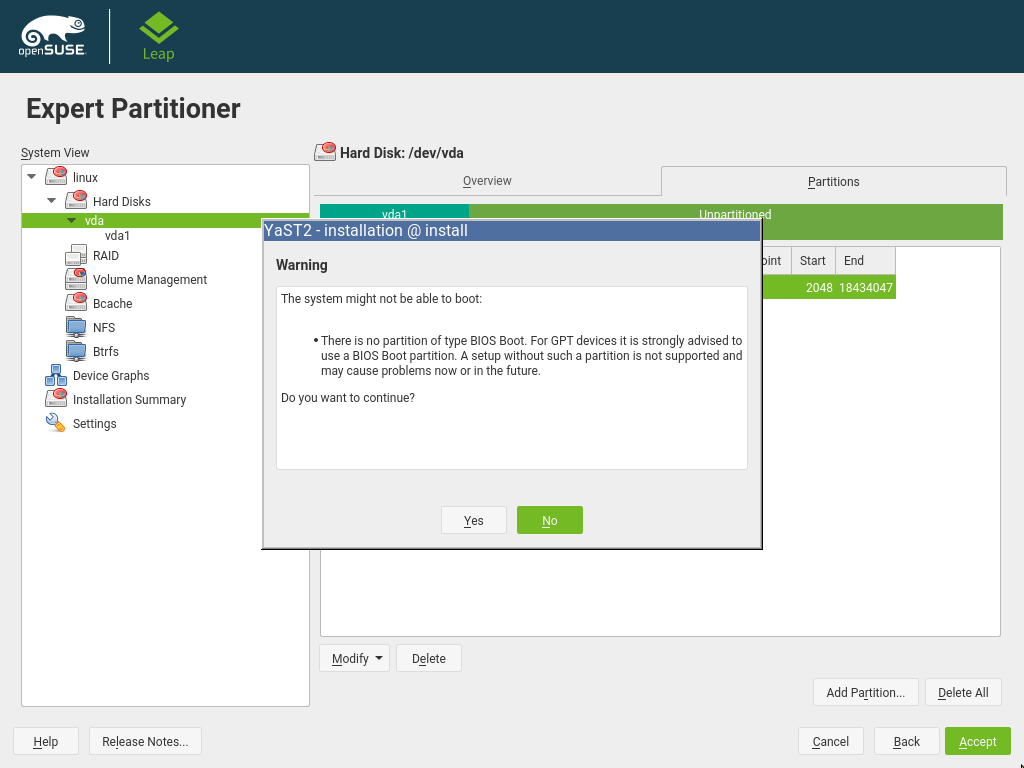 openSUSE
Leap
Expert Partitioner
System View
linux
Hard Disks
vda
vda1
RAID
Volume Management
Bcache
NFS
Btrfs
Device Graphs
Installation Summary
Settings
Hard Disk: /dev/vda
Overview
Partitions
vda1
Unpartitioned
oint
Start
End
2048
18434047
YaST2 - installation @ install
Warning
The system might not be able to boot:
• There is no partition of type BIOS Boot. For GPT devices it is strongly advised to
use a BIOS Boot partition. A setup without such a partition is not supported and
may cause problems now or in the future.
Do you want to continue?
Yes
No
Modify
Delete
Add Partition...
Delete All
Help
Release Notes...
Cancel
Back
Accept